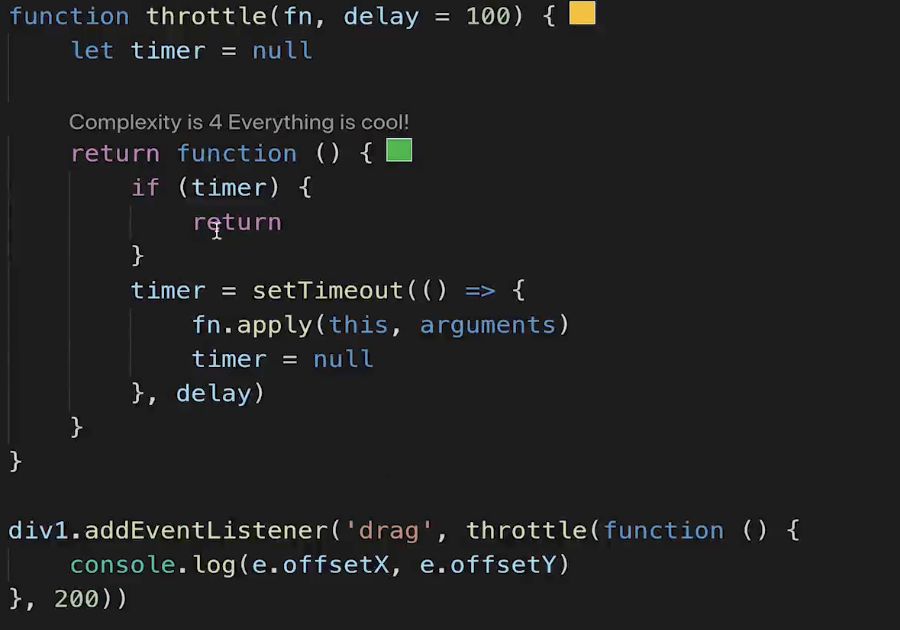 function throttle(fn, delay = 100) {
let timer = null
Complexity is 4 Everything is cool!
return function () {
if (timer) {
return
}
timer = setTimeout(() => {
fn.apply(this, arguments)
timer = null
}, delay)
}
}
div1.addEventListener('drag', throttle(function () {
console.log(e.offsetX, e.offsetY)
}, 200))